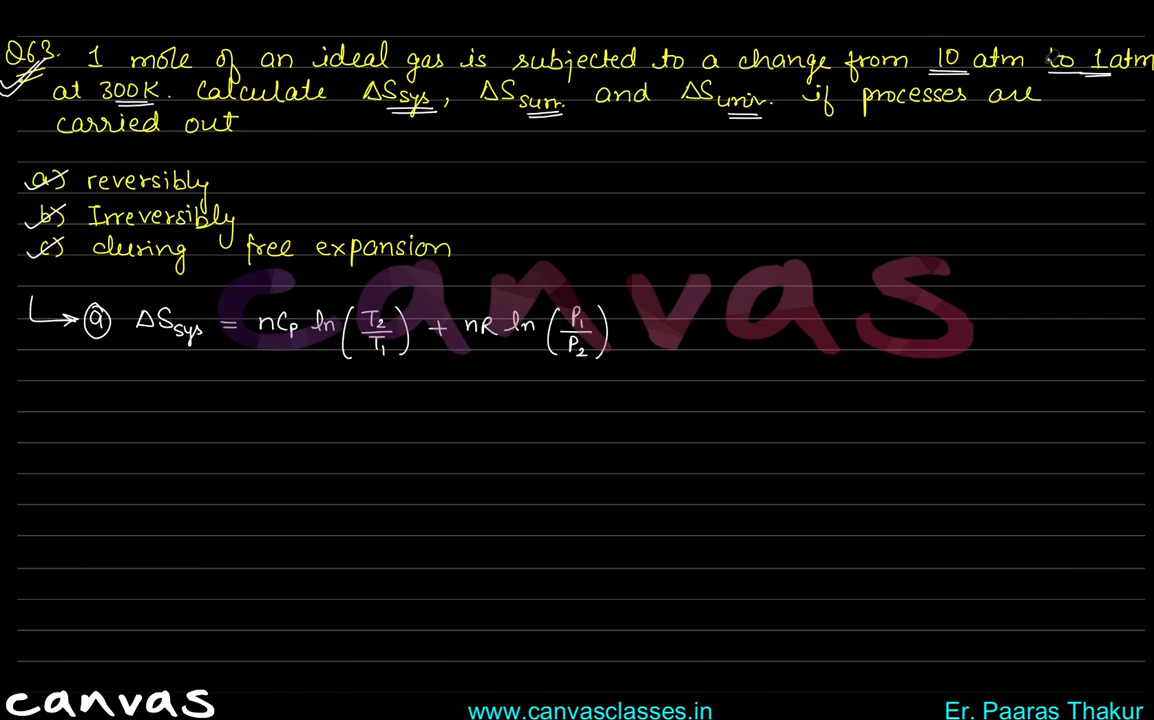 Q63. 1 mole of an ideal gas is subjected to a change from 10 atm to 1atm
at 300K. Calculate ΔSsys, ΔSsurr. and ΔSuniv. if processes are
carried out
a) reversibly
b) Irreversibly
c) during free expansion
canvas
(a) ΔSsys = nCp ln(T2/T1) + nR ln(P1/P2)
canvas
www.canvasclasses.in
Er. Paaras Thakur